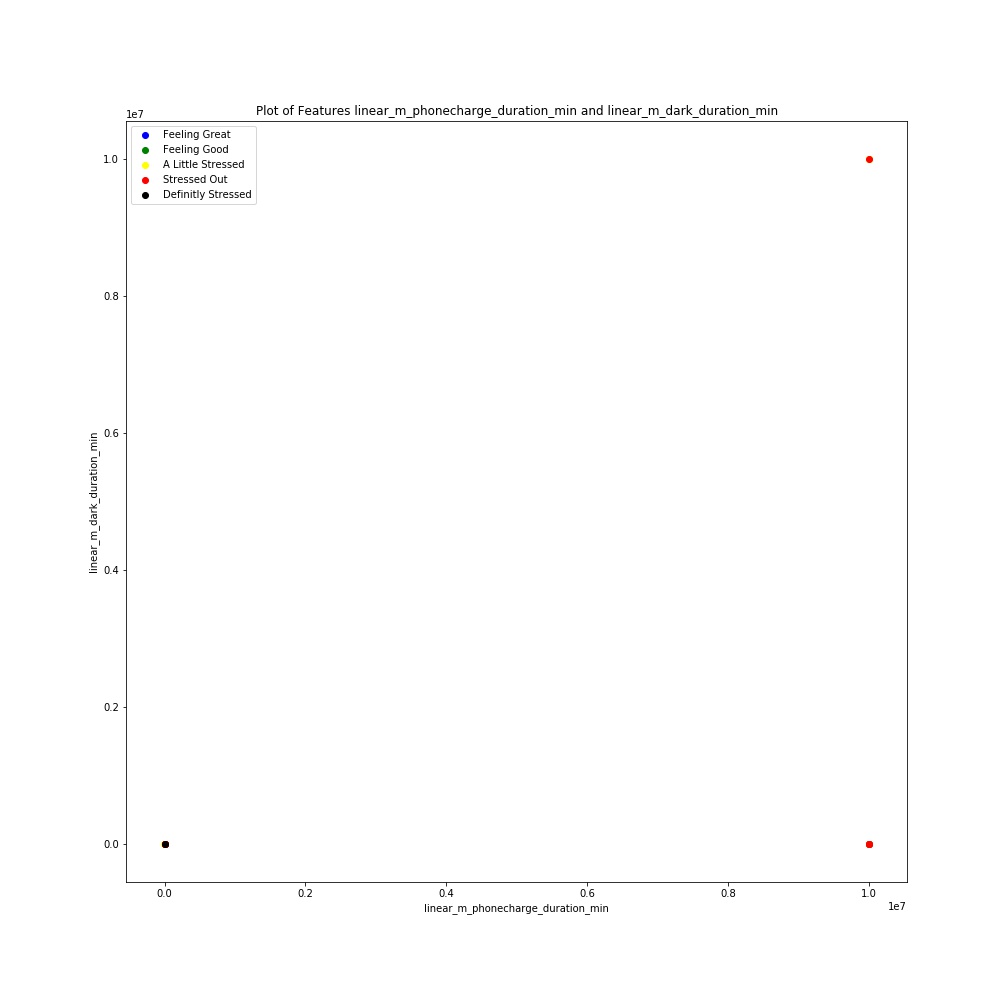 Plot of Features linear_m_phonecharge_duration_min and linear_m_dark_duration_min
1e7
Feeling Great
Feeling Good
A Little Stressed
Stressed Out
Definitly Stressed
1.0
0.8
0.6
0.4
0.2
0.0
linear_m_dark_duration_min
0.0 0.2 0.4 0.6 0.8 1.0
1e7
linear_m_phonecharge_duration_min